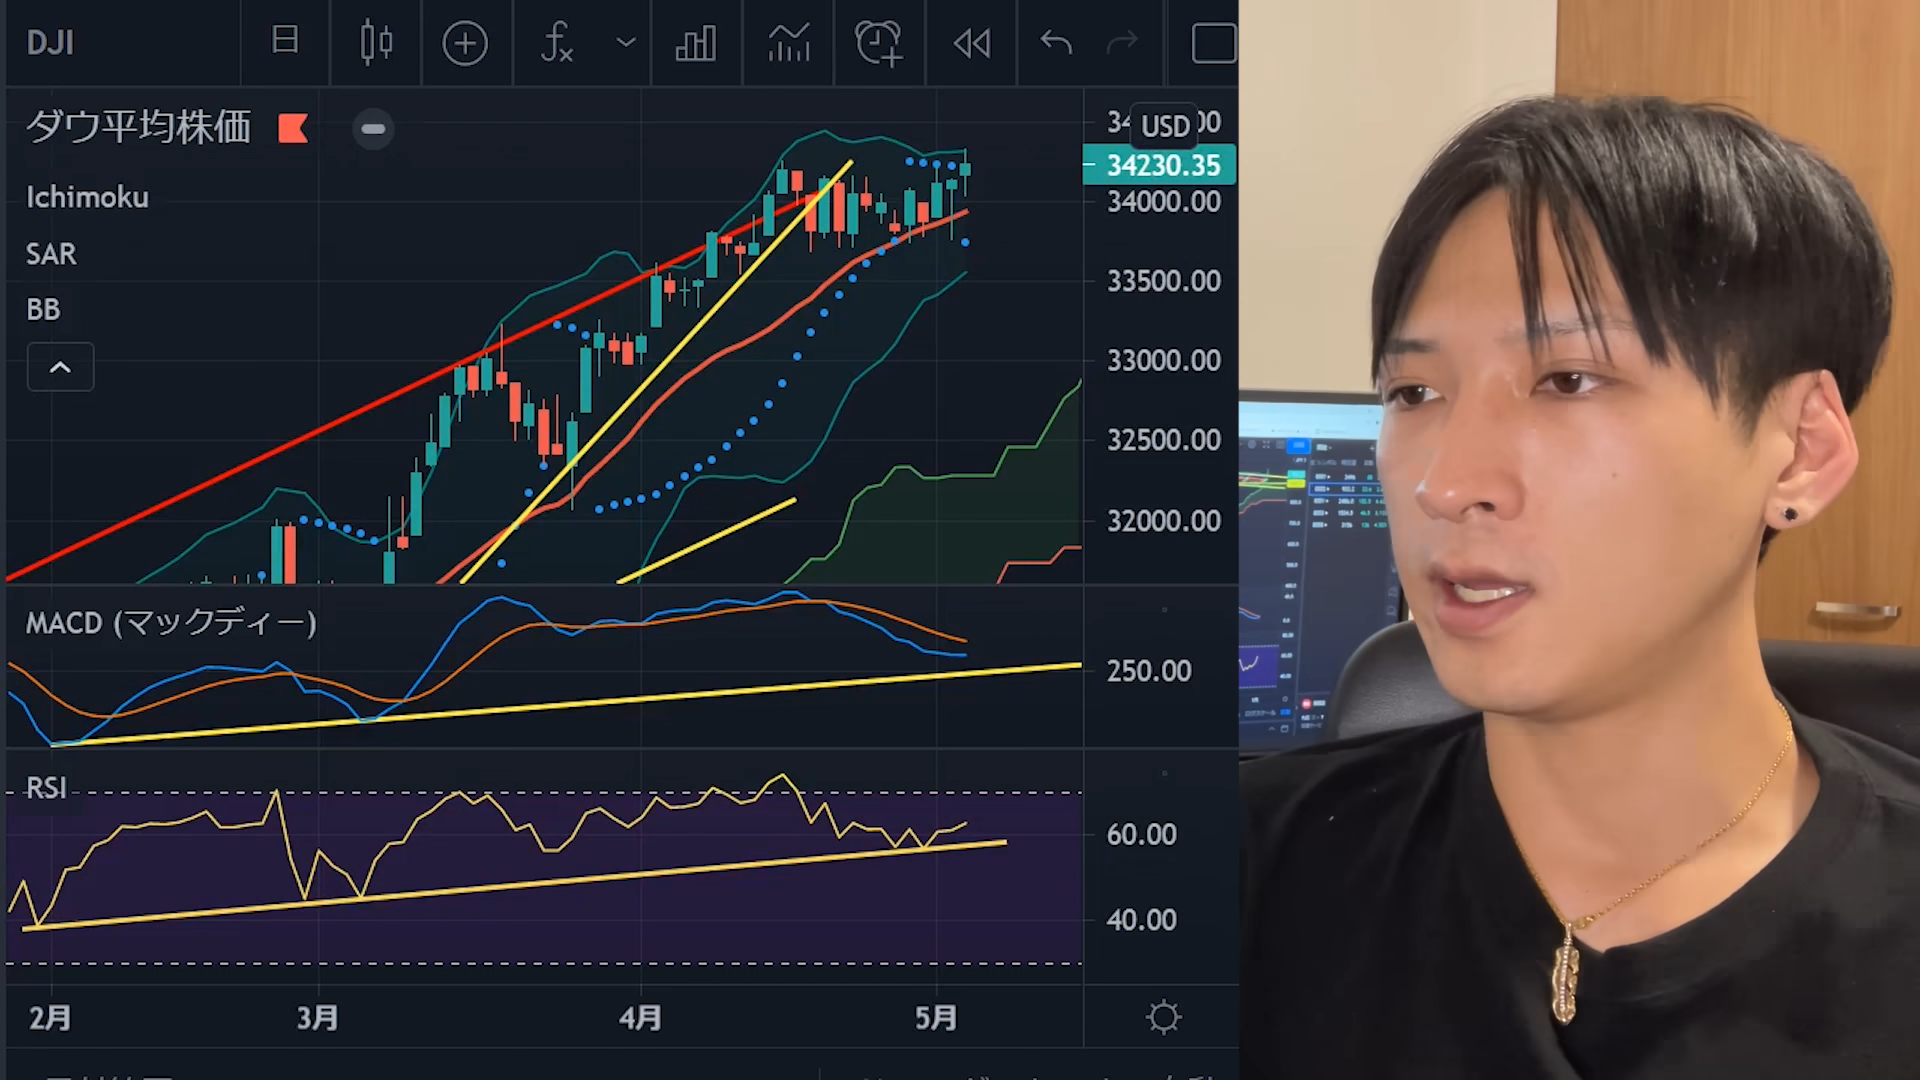 DJI
ダウ平均株価
USD
34230.35
34000.00
Ichimoku
SAR
33500.00
BB
33000.00
32500.00
32000.00
MACD (マックディー)
250.00
RSI
60.00
40.00
2月
3月
4月
5月